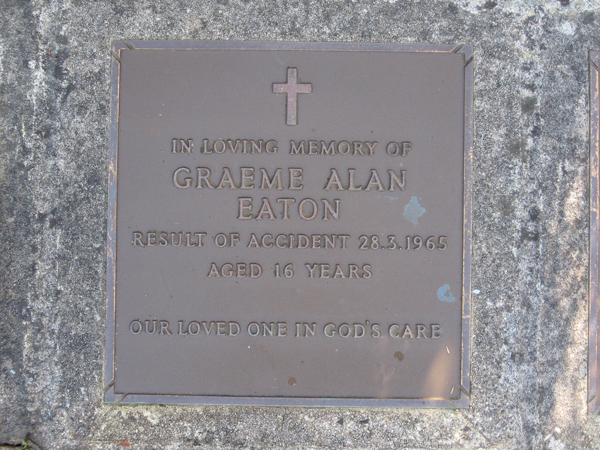 IN LOVING MEMORY OF
GRAEME ALAN
EATON
RESULT OF ACCIDENT 28.3.1965
AGED 16 YEARS
OUR LOVED ONE IN GOD'S CARE